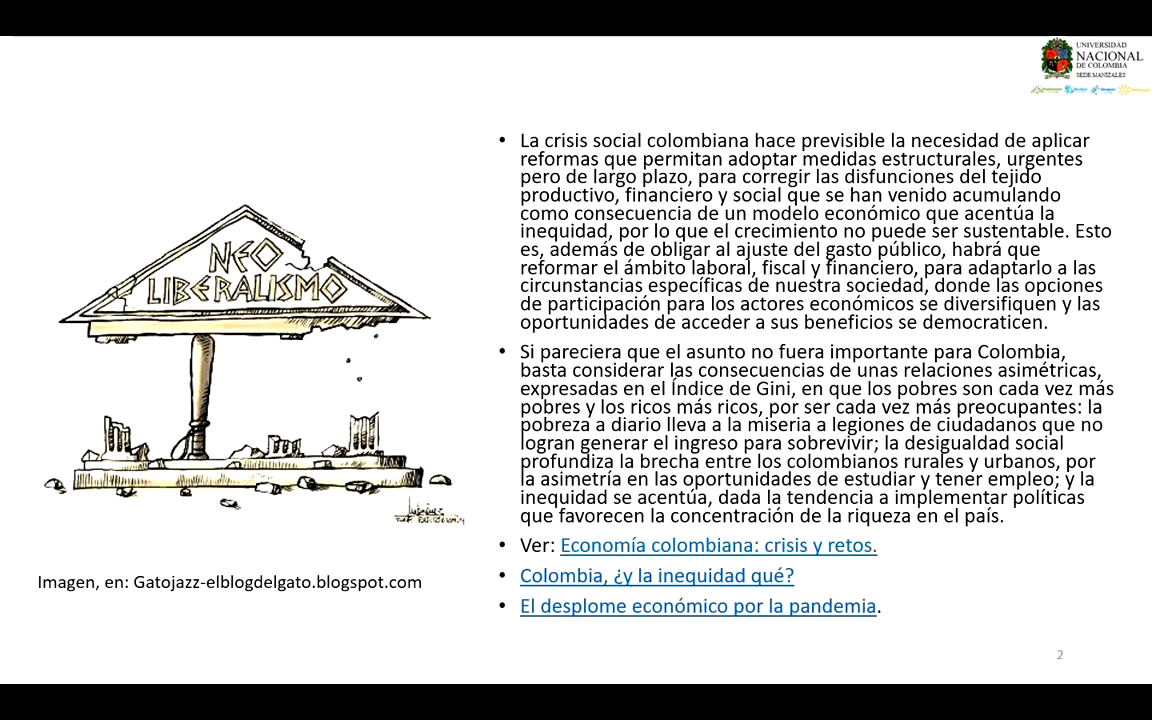 UNIVERSIDAD
NACIONAL
DE COLOMBIA
SEDE MANIZALES
NEO
LIBERALISMO
Imagen, en: Gatojazz-elblogdelgato.blogspot.com
• La crisis social colombiana hace previsible la necesidad de aplicar
reformas que permitan adoptar medidas estructurales, urgentes
pero de largo plazo, para corregir las disfunciones del tejido
productivo, financiero y social que se han venido acumulando
como consecuencia de un modelo económico que acentúa la
inequidad, por lo que el crecimiento no puede ser sustentable. Esto
es, además de obligar al ajuste del gasto público, habrá que
reformar el ámbito laboral, fiscal y financiero, para adaptarlo a las
circunstancias específicas de nuestra sociedad, donde las opciones
de participación para los actores económicos se diversifiquen y las
oportunidades de acceder a sus beneficios se democraticen.
• Si pareciera que el asunto no fuera importante para Colombia,
basta considerar las consecuencias de unas relaciones asimétricas,
expresadas en el Índice de Gini, en que los pobres son cada vez más
pobres y los ricos más ricos, por ser cada vez más preocupantes: la
pobreza a diario lleva a la miseria a legiones de ciudadanos que no
logran generar el ingreso para sobrevivir; la desigualdad social
profundiza la brecha entre los colombianos rurales y urbanos, por
la asimetría en las oportunidades de estudiar y tener empleo; y la
inequidad se acentúa, dada la tendencia a implementar políticas
que favorecen la concentración de la riqueza en el país.
• Ver: Economía colombiana: crisis y retos.
• Colombia, ¿y la inequidad qué?
• El desplome económico por la pandemia.
2